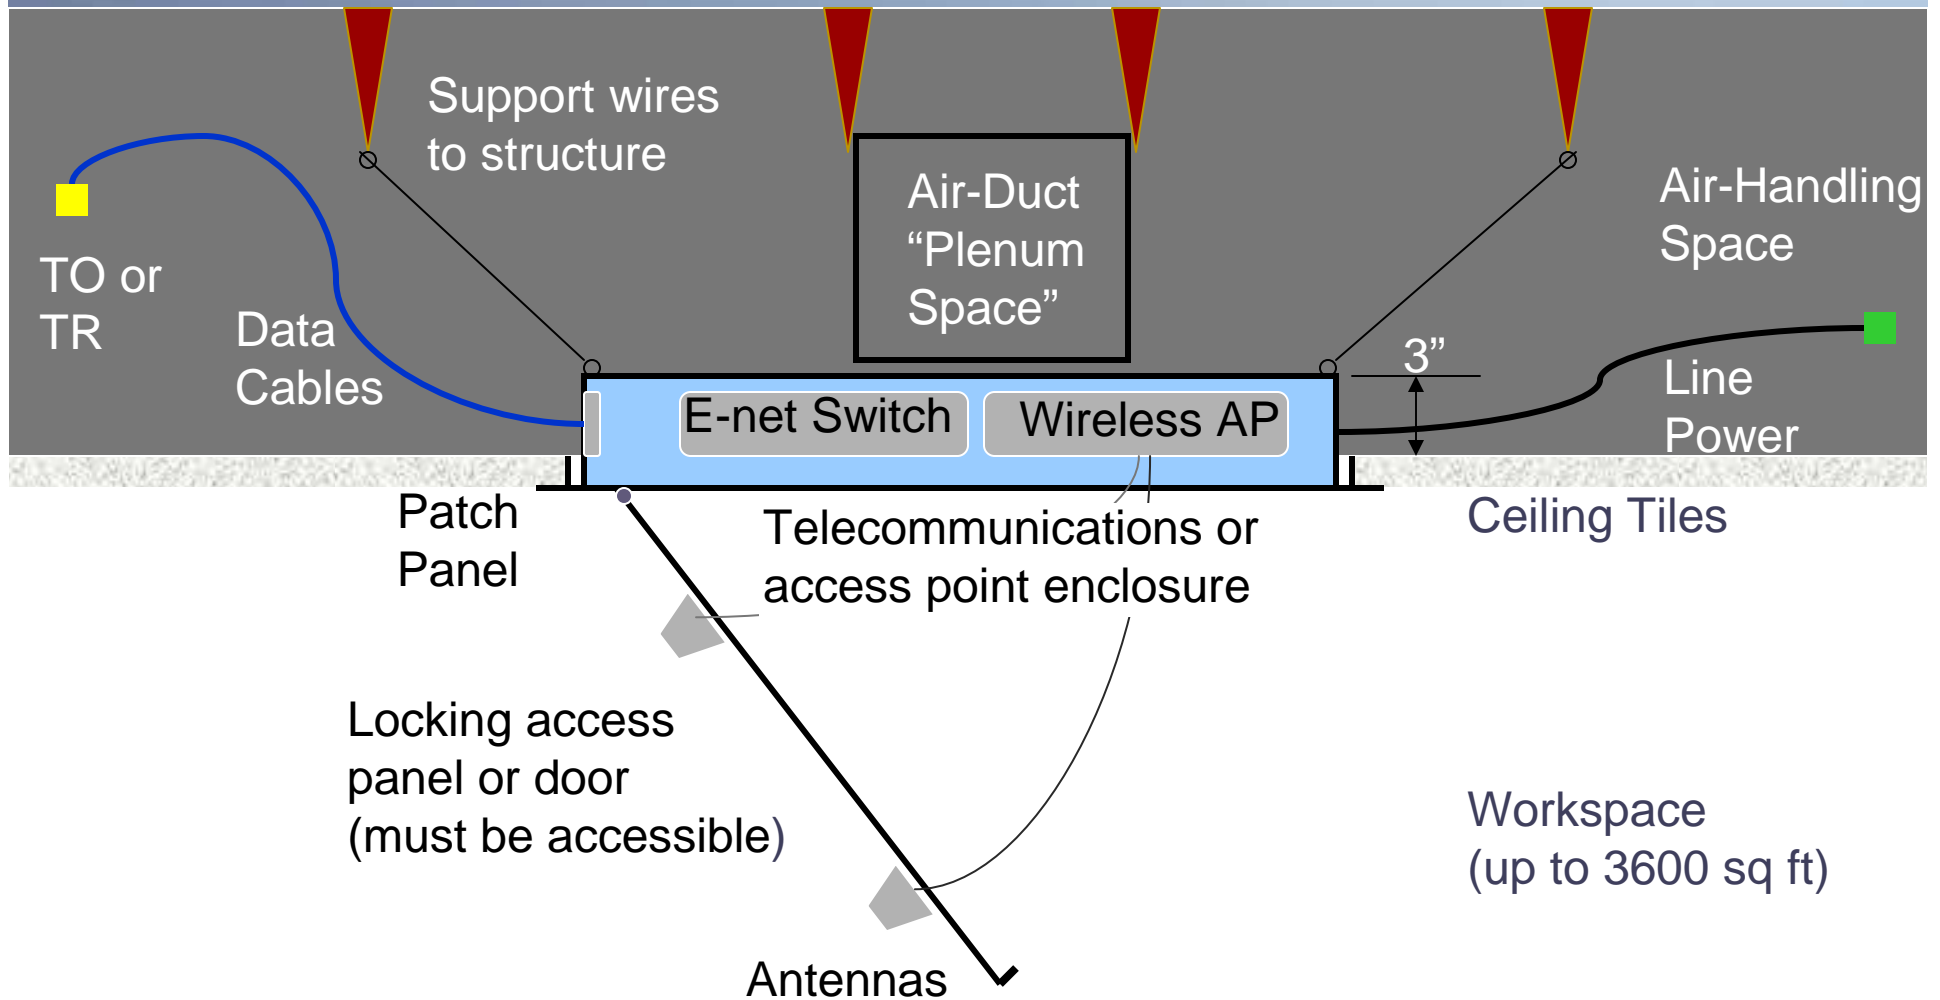 Support wires
to structure
Air-Duct
“Plenum
Space”
Air-Handling
Space
TO or
TR
Data
Cables
3”
Line
Power
E-net Switch
Wireless AP
Patch
Panel
Telecommunications or
access point enclosure
Ceiling Tiles
Locking access
panel or door
(must be accessible)
Workspace
(up to 3600 sq ft)
Antennas